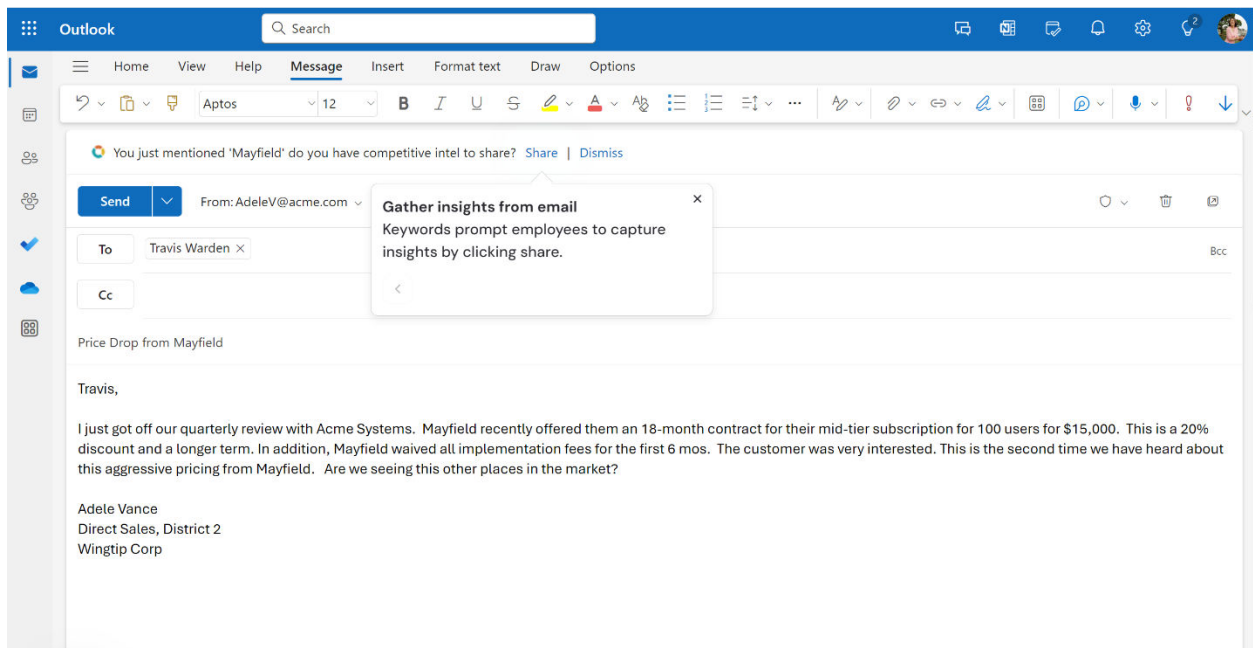 Outlook
Search
2
Home View Help Message Insert Format text Draw Options
Aptos 12 B I U S A
You just mentioned 'Mayfield' do you have competitive intel to share? Share | Dismiss
Send From: AdeleV@acme.com
Gather insights from email
Keywords prompt employees to capture
insights by clicking share.
To Travis Warden Bcc
Cc
Price Drop from Mayfield
Travis,
I just got off our quarterly review with Acme Systems. Mayfield recently offered them an 18-month contract for their mid-tier subscription for 100 users for $15,000. This is a 20%
discount and a longer term. In addition, Mayfield waived all implementation fees for the first 6 mos. The customer was very interested. This is the second time we have heard about
this aggressive pricing from Mayfield. Are we seeing this other places in the market?
Adele Vance
Direct Sales, District 2
Wingtip Corp